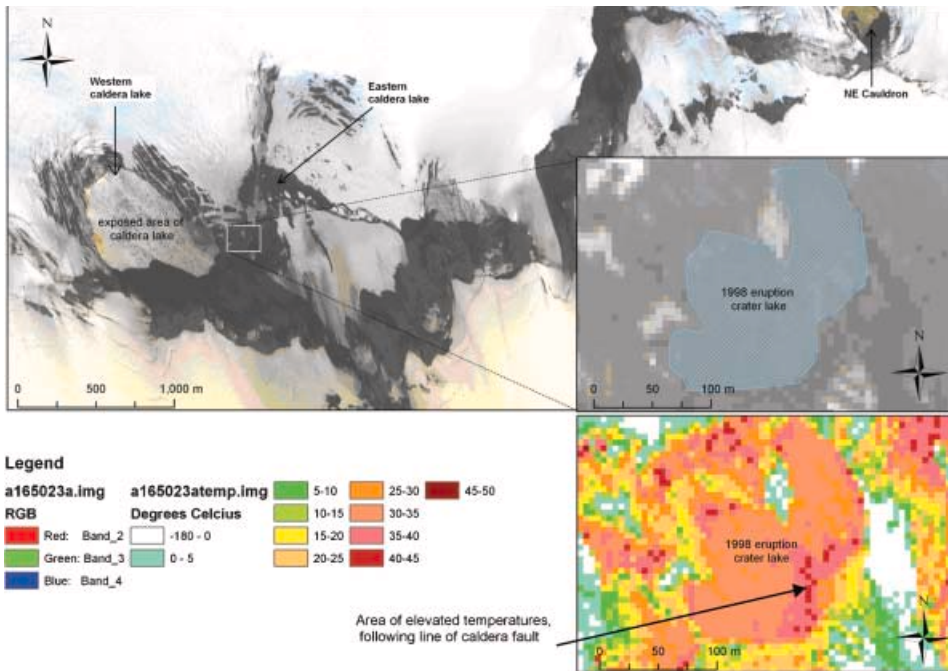 N
Western
caldera lake
Eastern
caldera lake
NE Cauldron
exposed area of
caldera lake
0 500 1,000 m
1998 eruption
crater lake
N
0 50 100 m
Legend
a165023a.img
RGB
Red: Band_2
Green: Band_3
Blue: Band_4
a165023atemp.img
Degrees Celcius
-180 - 0
0 - 5
5-10
10-15
15-20
20-25
25-30
30-35
35-40
40-45
45-50
1998 eruption
crater lake
Area of elevated temperatures,
following line of caldera fault
N
0 50 100 m